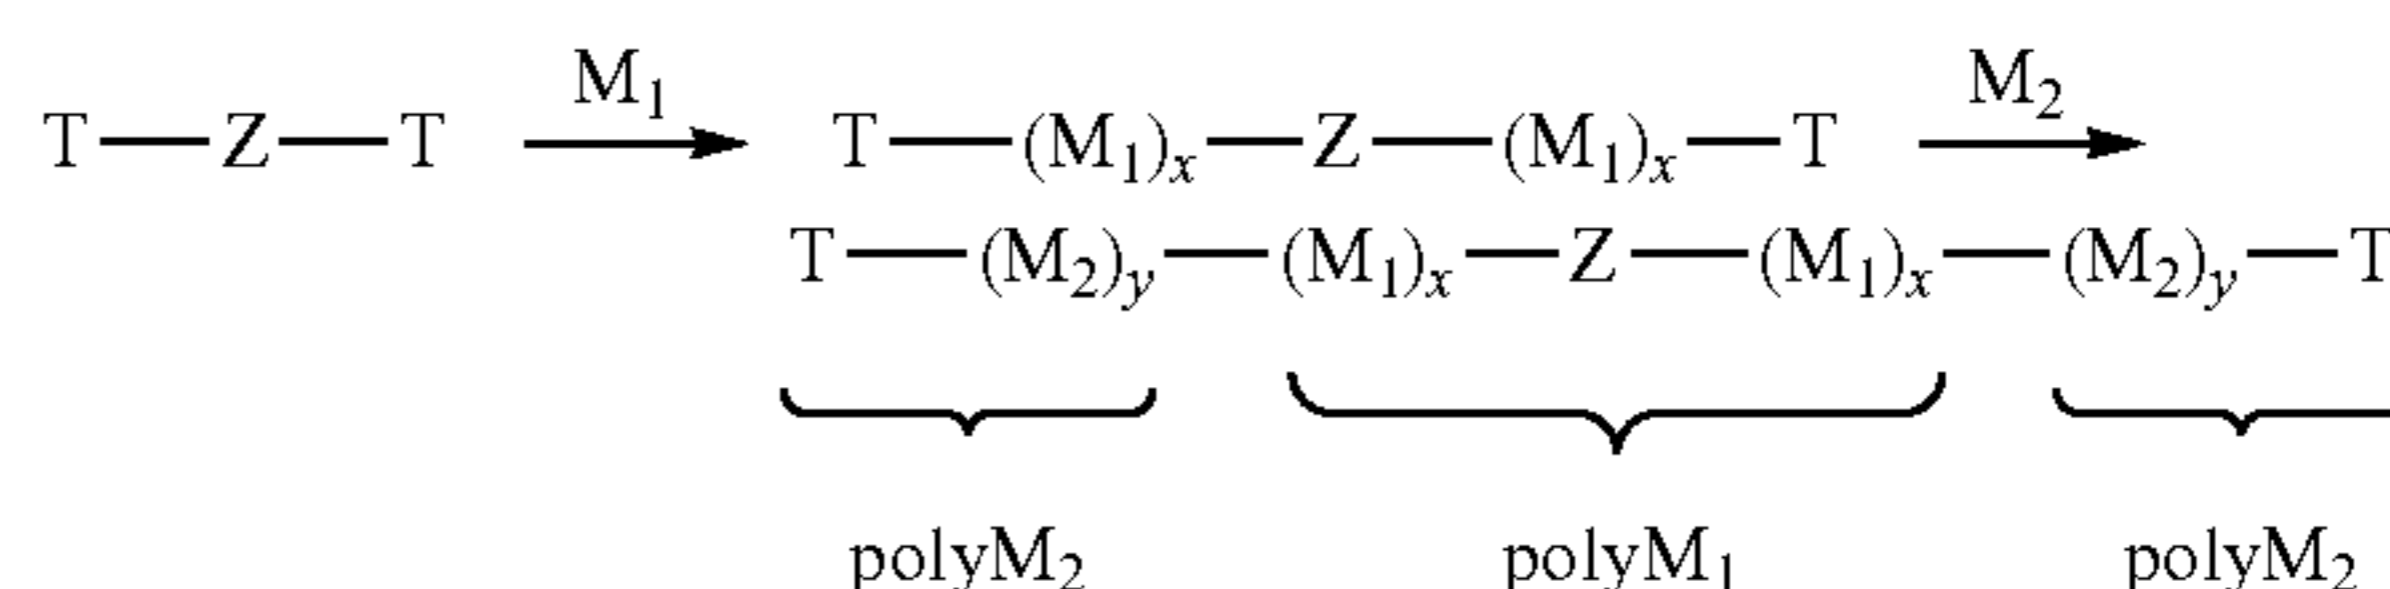 M₁ M₂
T—Z—T ⟶ T—(M₁)ₓ—Z—(M₁)ₓ—T ⟶
T—(M₂)y—(M₁)ₓ—Z—(M₁)ₓ—(M₂)y—T
polyM₂ polyM₁ polyM₂